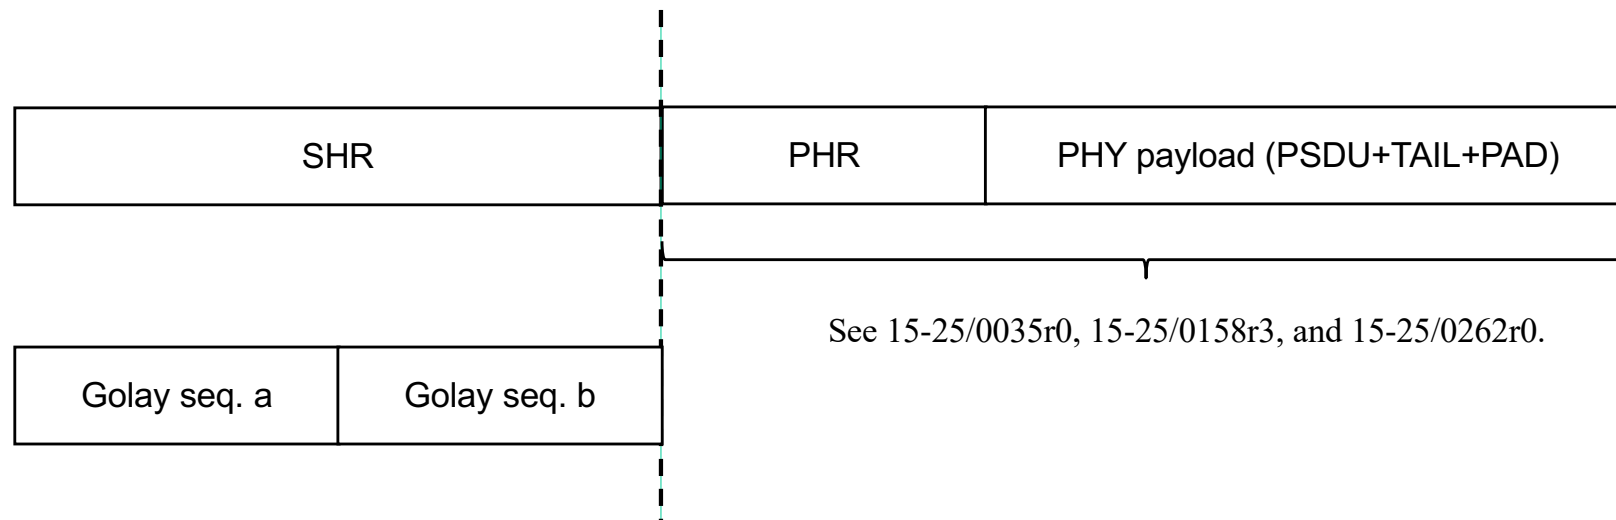 SHR
PHR
PHY payload (PSDU+TAIL+PAD)
See 15-25/0035r0, 15-25/0158r3, and 15-25/0262r0.
Golay seq. a
Golay seq. b